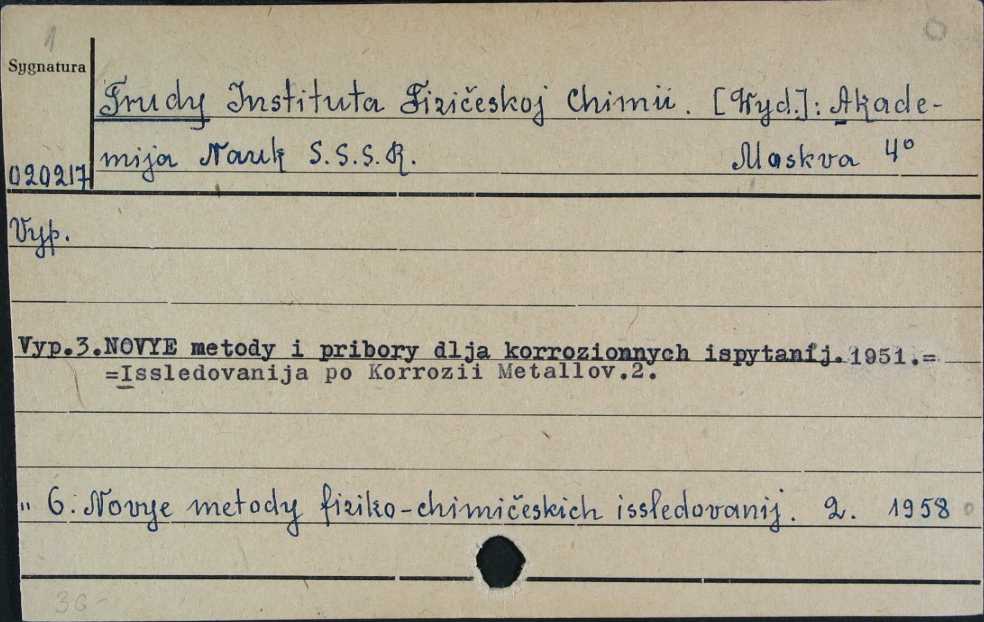 1
Sygnatura
Trudy Instituta Fizičeskoj Chimii. [Wyd.]: Akade-
mija Nauk S.S.S.R. Moskva 4°
020217
Vyp.
Vyp.3.NOVYE metody i pribory dlja korrozionnych ispytanij.1951.=
=Issledovanija po Korrozii Metallov.2.
" 6. Novye metody fiziko-chimičeskich issledovanij. 2. 1958
36-